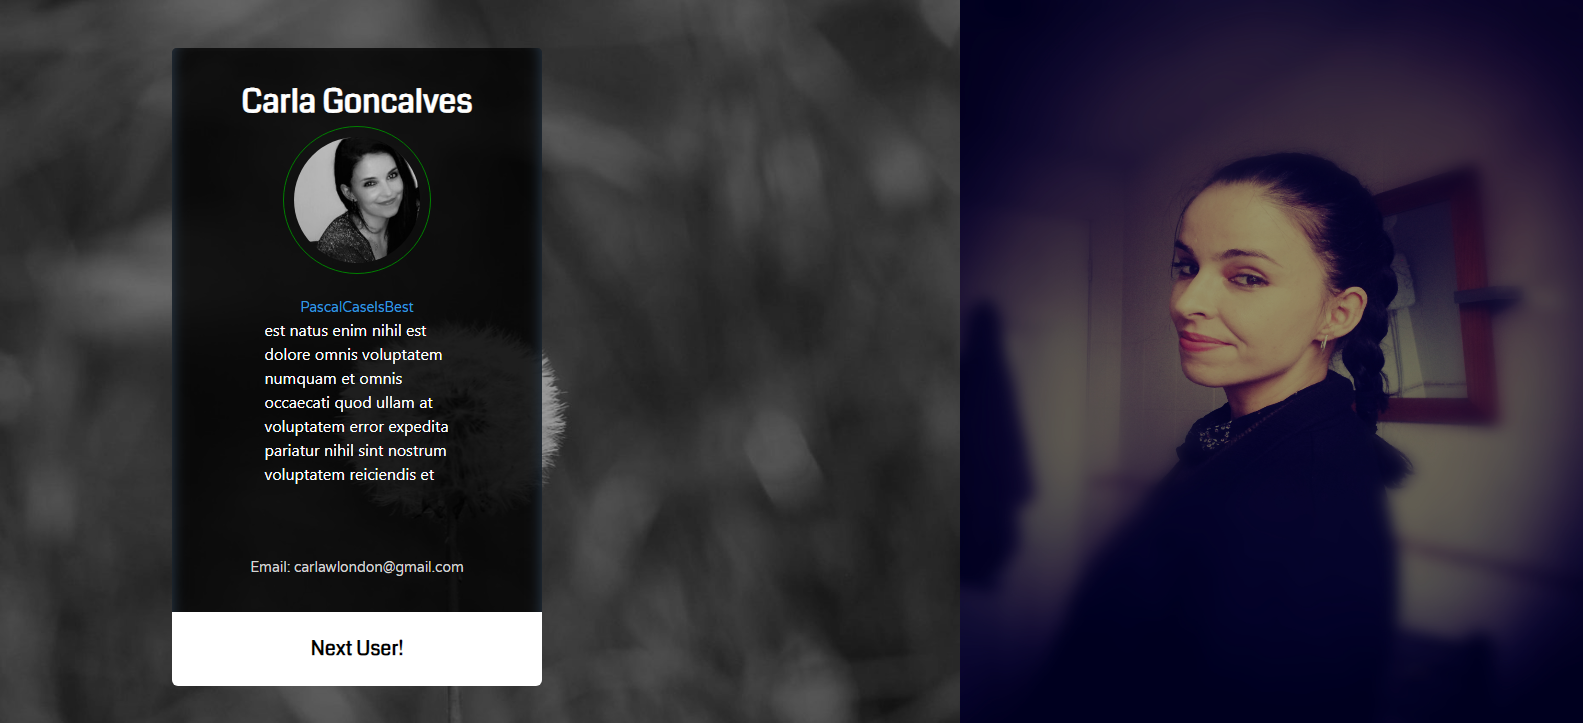 Carla Goncalves
PascalCaseIsBest
est natus enim nihil est
dolore omnis voluptatem
numquam et omnis
occaecati quod ullam at
voluptatem error expedita
pariatur nihil sint nostrum
voluptatem reiciendis et
Email: carlawlondon@gmail.com
Next User!